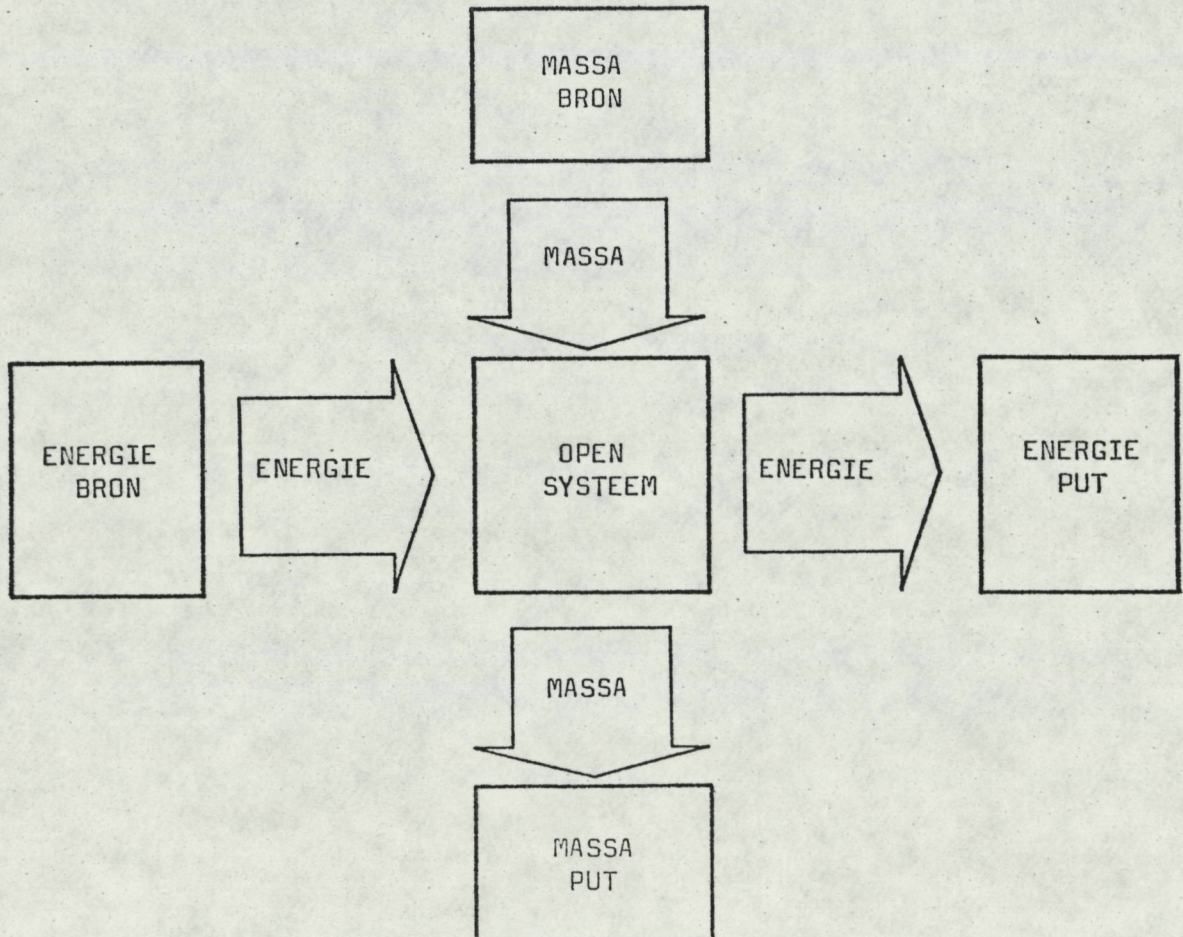 MASSA
BRON
MASSA
ENERGIE
BRON
ENERGIE
OPEN
SYSTEEM
ENERGIE
ENERGIE
PUT
MASSA
MASSA
PUT